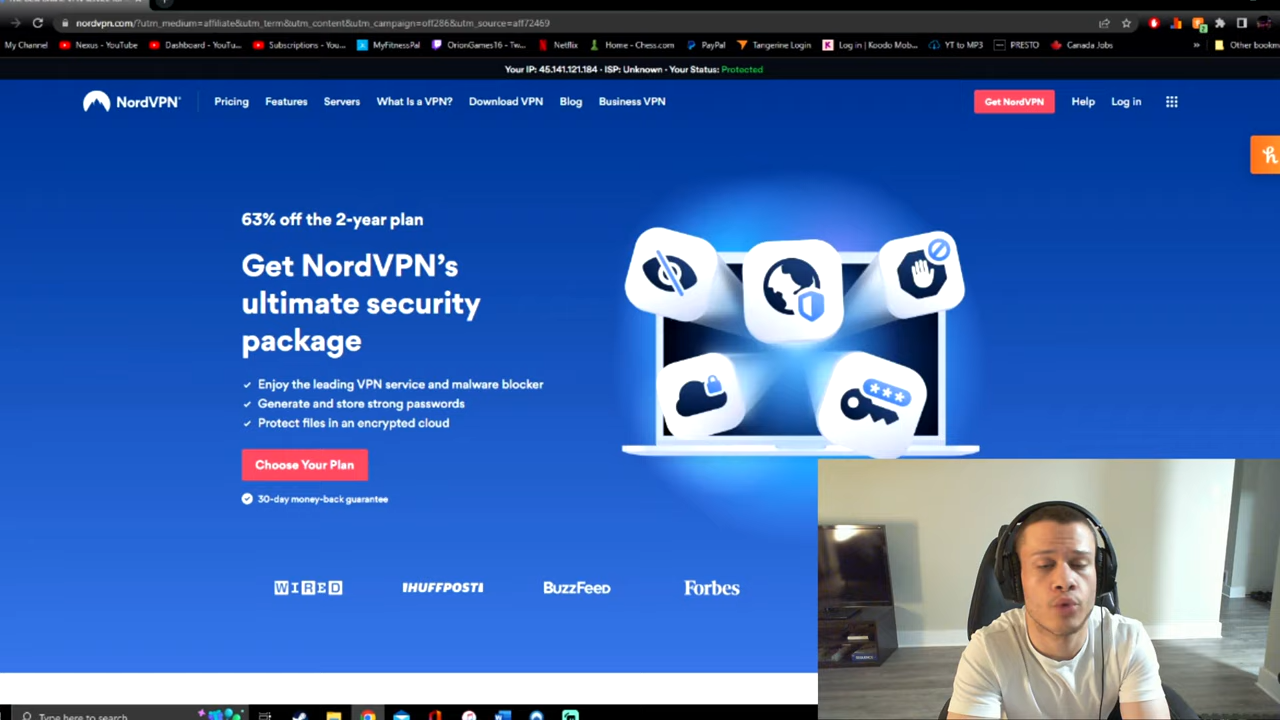 nordvpn.com/?utm_medium=affiliate&utm_term&utm_content&utm_campaign=off286&utm_source=aff72469
My Channel Nexus - YouTube Dashboard - YouTu... Subscriptions - You... MyFitnessPal OrionGames16 - Tw... Netflix Home - Chess.com PayPal Tangerine Login Log in | Koodo Mob... YT to MP3 PRESTO Canada Jobs » Other bookm
Your IP: 45.141.121.184 · ISP: Unknown · Your Status: Protected
NordVPN® Pricing Features Servers What Is a VPN? Download VPN Blog Business VPN Get NordVPN Help Log in
63% off the 2-year plan
Get NordVPN's
ultimate security
package
Enjoy the leading VPN service and malware blocker
Generate and store strong passwords
Protect files in an encrypted cloud
Choose Your Plan
30-day money-back guarantee
WIRED IHUFFPOSTI BuzzFeed Forbes
Type here to search